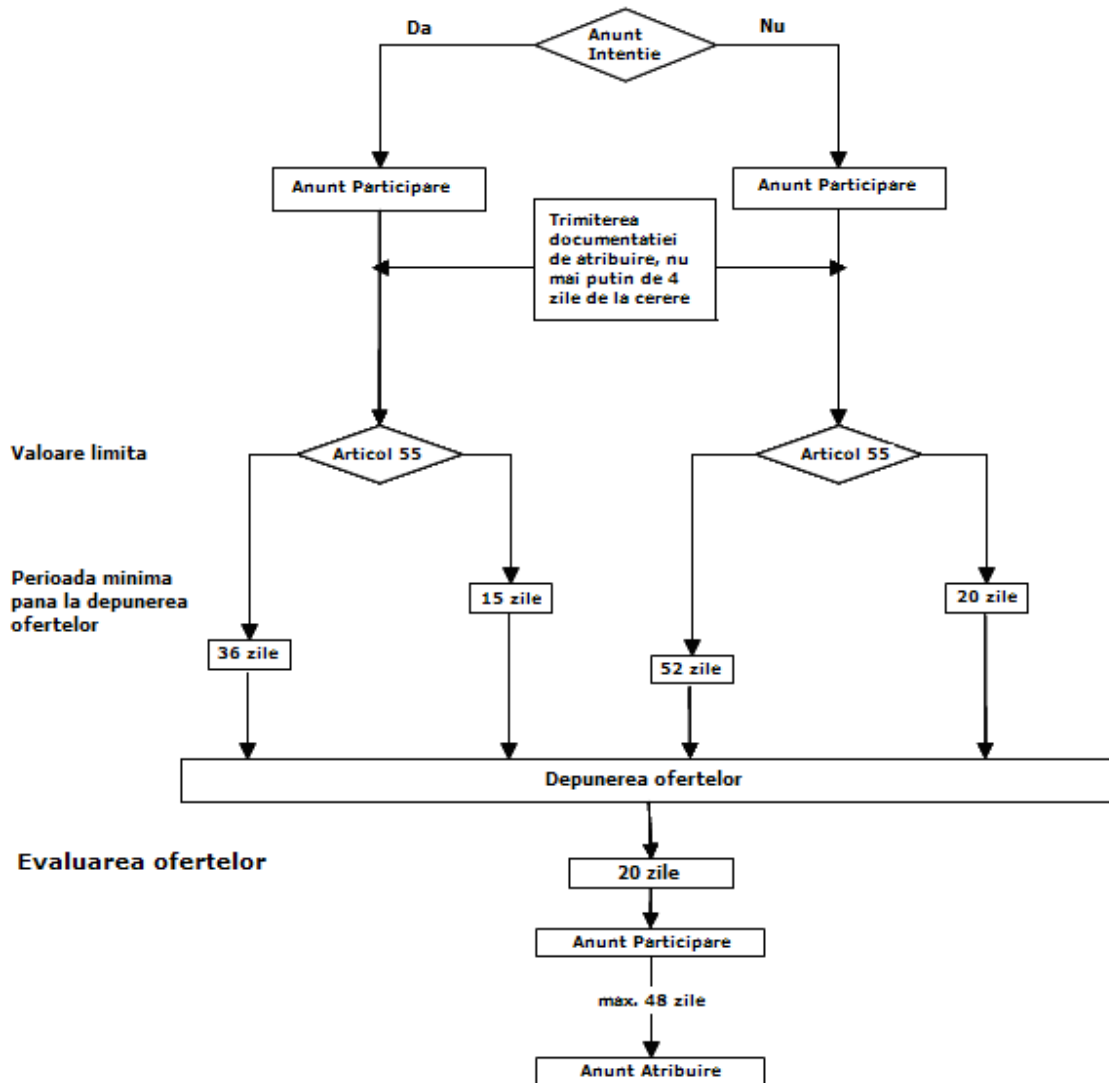 Da
Anunt
Intentie
Nu
Anunt Participare
Anunt Participare
Trimiterea
documentatiei
de atribuire, nu
mai putin de 4
zile de la cerere
Valoare limita
Articol 55
Articol 55
Perioada minima
pana la depunerea
ofertelor
36 zile
15 zile
52 zile
20 zile
Depunerea ofertelor
Evaluarea ofertelor
20 zile
Anunt Participare
max. 48 zile
Anunt Atribuire